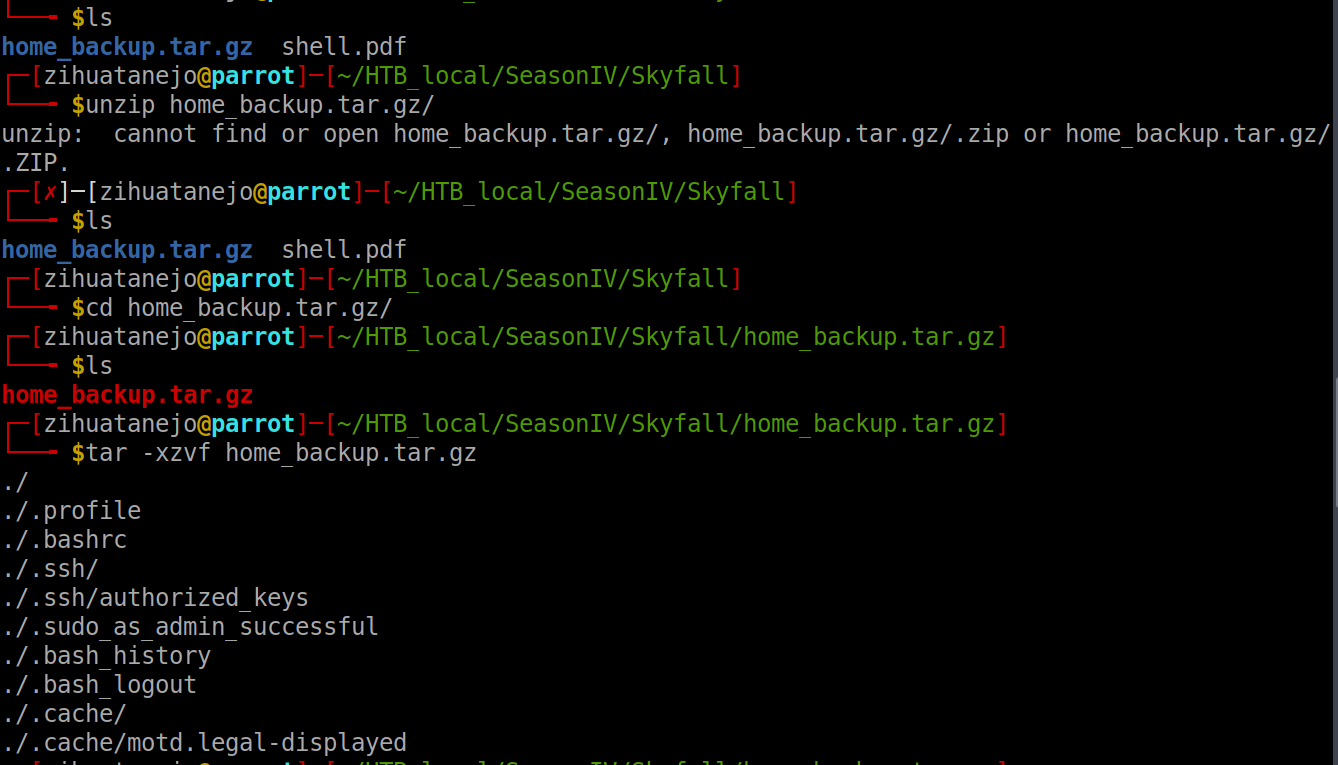 $ls
home_backup.tar.gz  shell.pdf
┌─[zihuatanejo@parrot]─[~/HTB_local/SeasonIV/Skyfall]
└──╼ $unzip home_backup.tar.gz/
unzip:  cannot find or open home_backup.tar.gz/, home_backup.tar.gz/.zip or home_backup.tar.gz/
.ZIP.
┌─[✗]─[zihuatanejo@parrot]─[~/HTB_local/SeasonIV/Skyfall]
└──╼ $ls
home_backup.tar.gz  shell.pdf
┌─[zihuatanejo@parrot]─[~/HTB_local/SeasonIV/Skyfall]
└──╼ $cd home_backup.tar.gz/
┌─[zihuatanejo@parrot]─[~/HTB_local/SeasonIV/Skyfall/home_backup.tar.gz]
└──╼ $ls
home_backup.tar.gz
┌─[zihuatanejo@parrot]─[~/HTB_local/SeasonIV/Skyfall/home_backup.tar.gz]
└──╼ $tar -xzvf home_backup.tar.gz
./
./.profile
./.bashrc
./.ssh/
./.ssh/authorized_keys
./.sudo_as_admin_successful
./.bash_history
./.bash_logout
./.cache/
./.cache/motd.legal-displayed